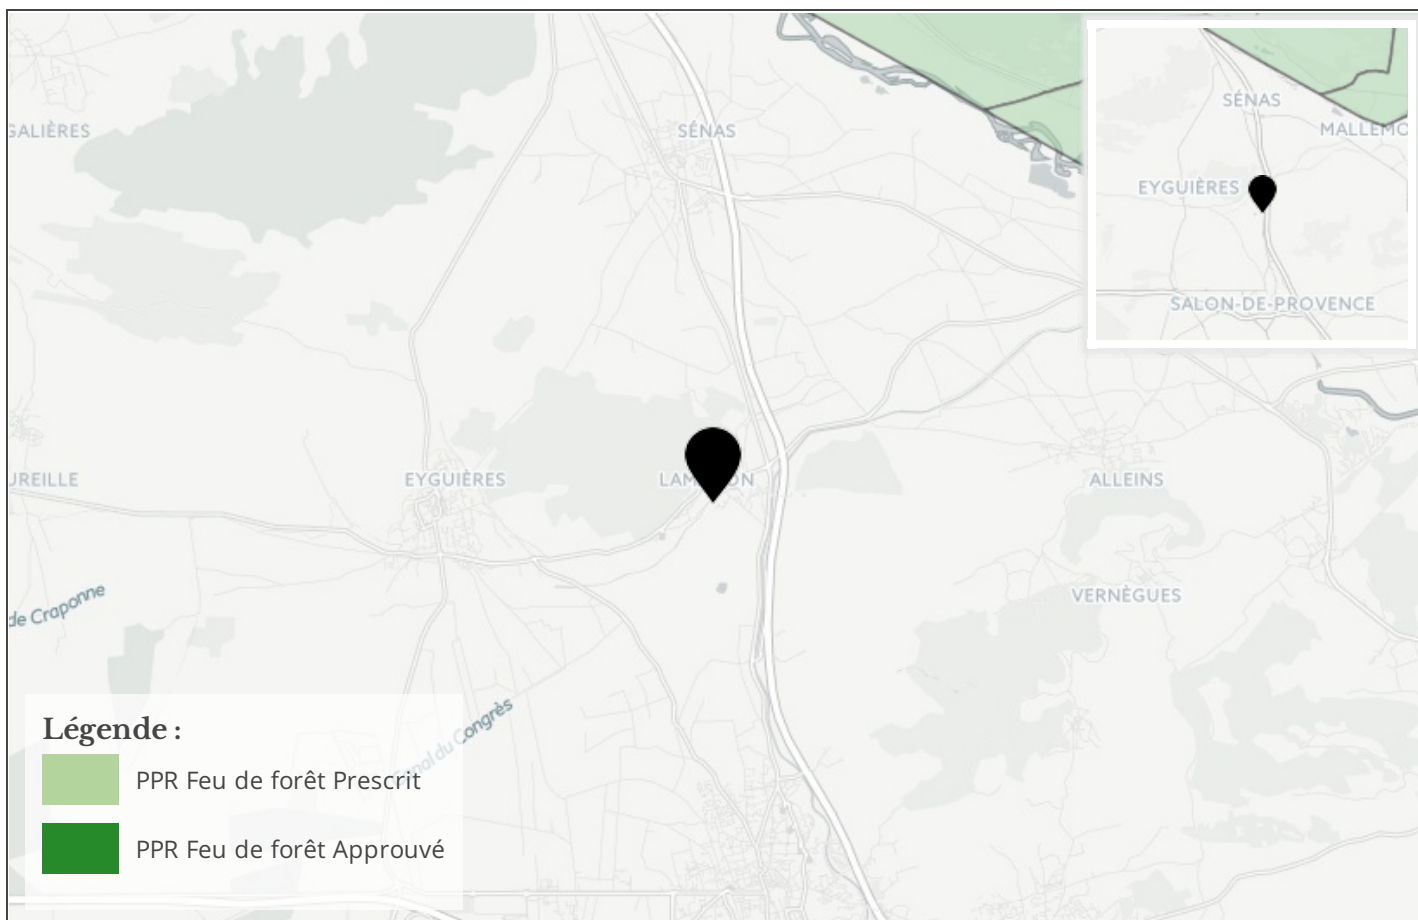 SÉNAS
MALLEMO
EYGUIÈRES
SALON-DE-PROVENCE
GALIÈRES
SÉNAS
UREILLE
EYGUIÈRES
ALLEINS
VERNÈGUES
de Craponne
Canal du Congrès
Légende :
PPR Feu de forêt Prescrit
PPR Feu de forêt Approuvé